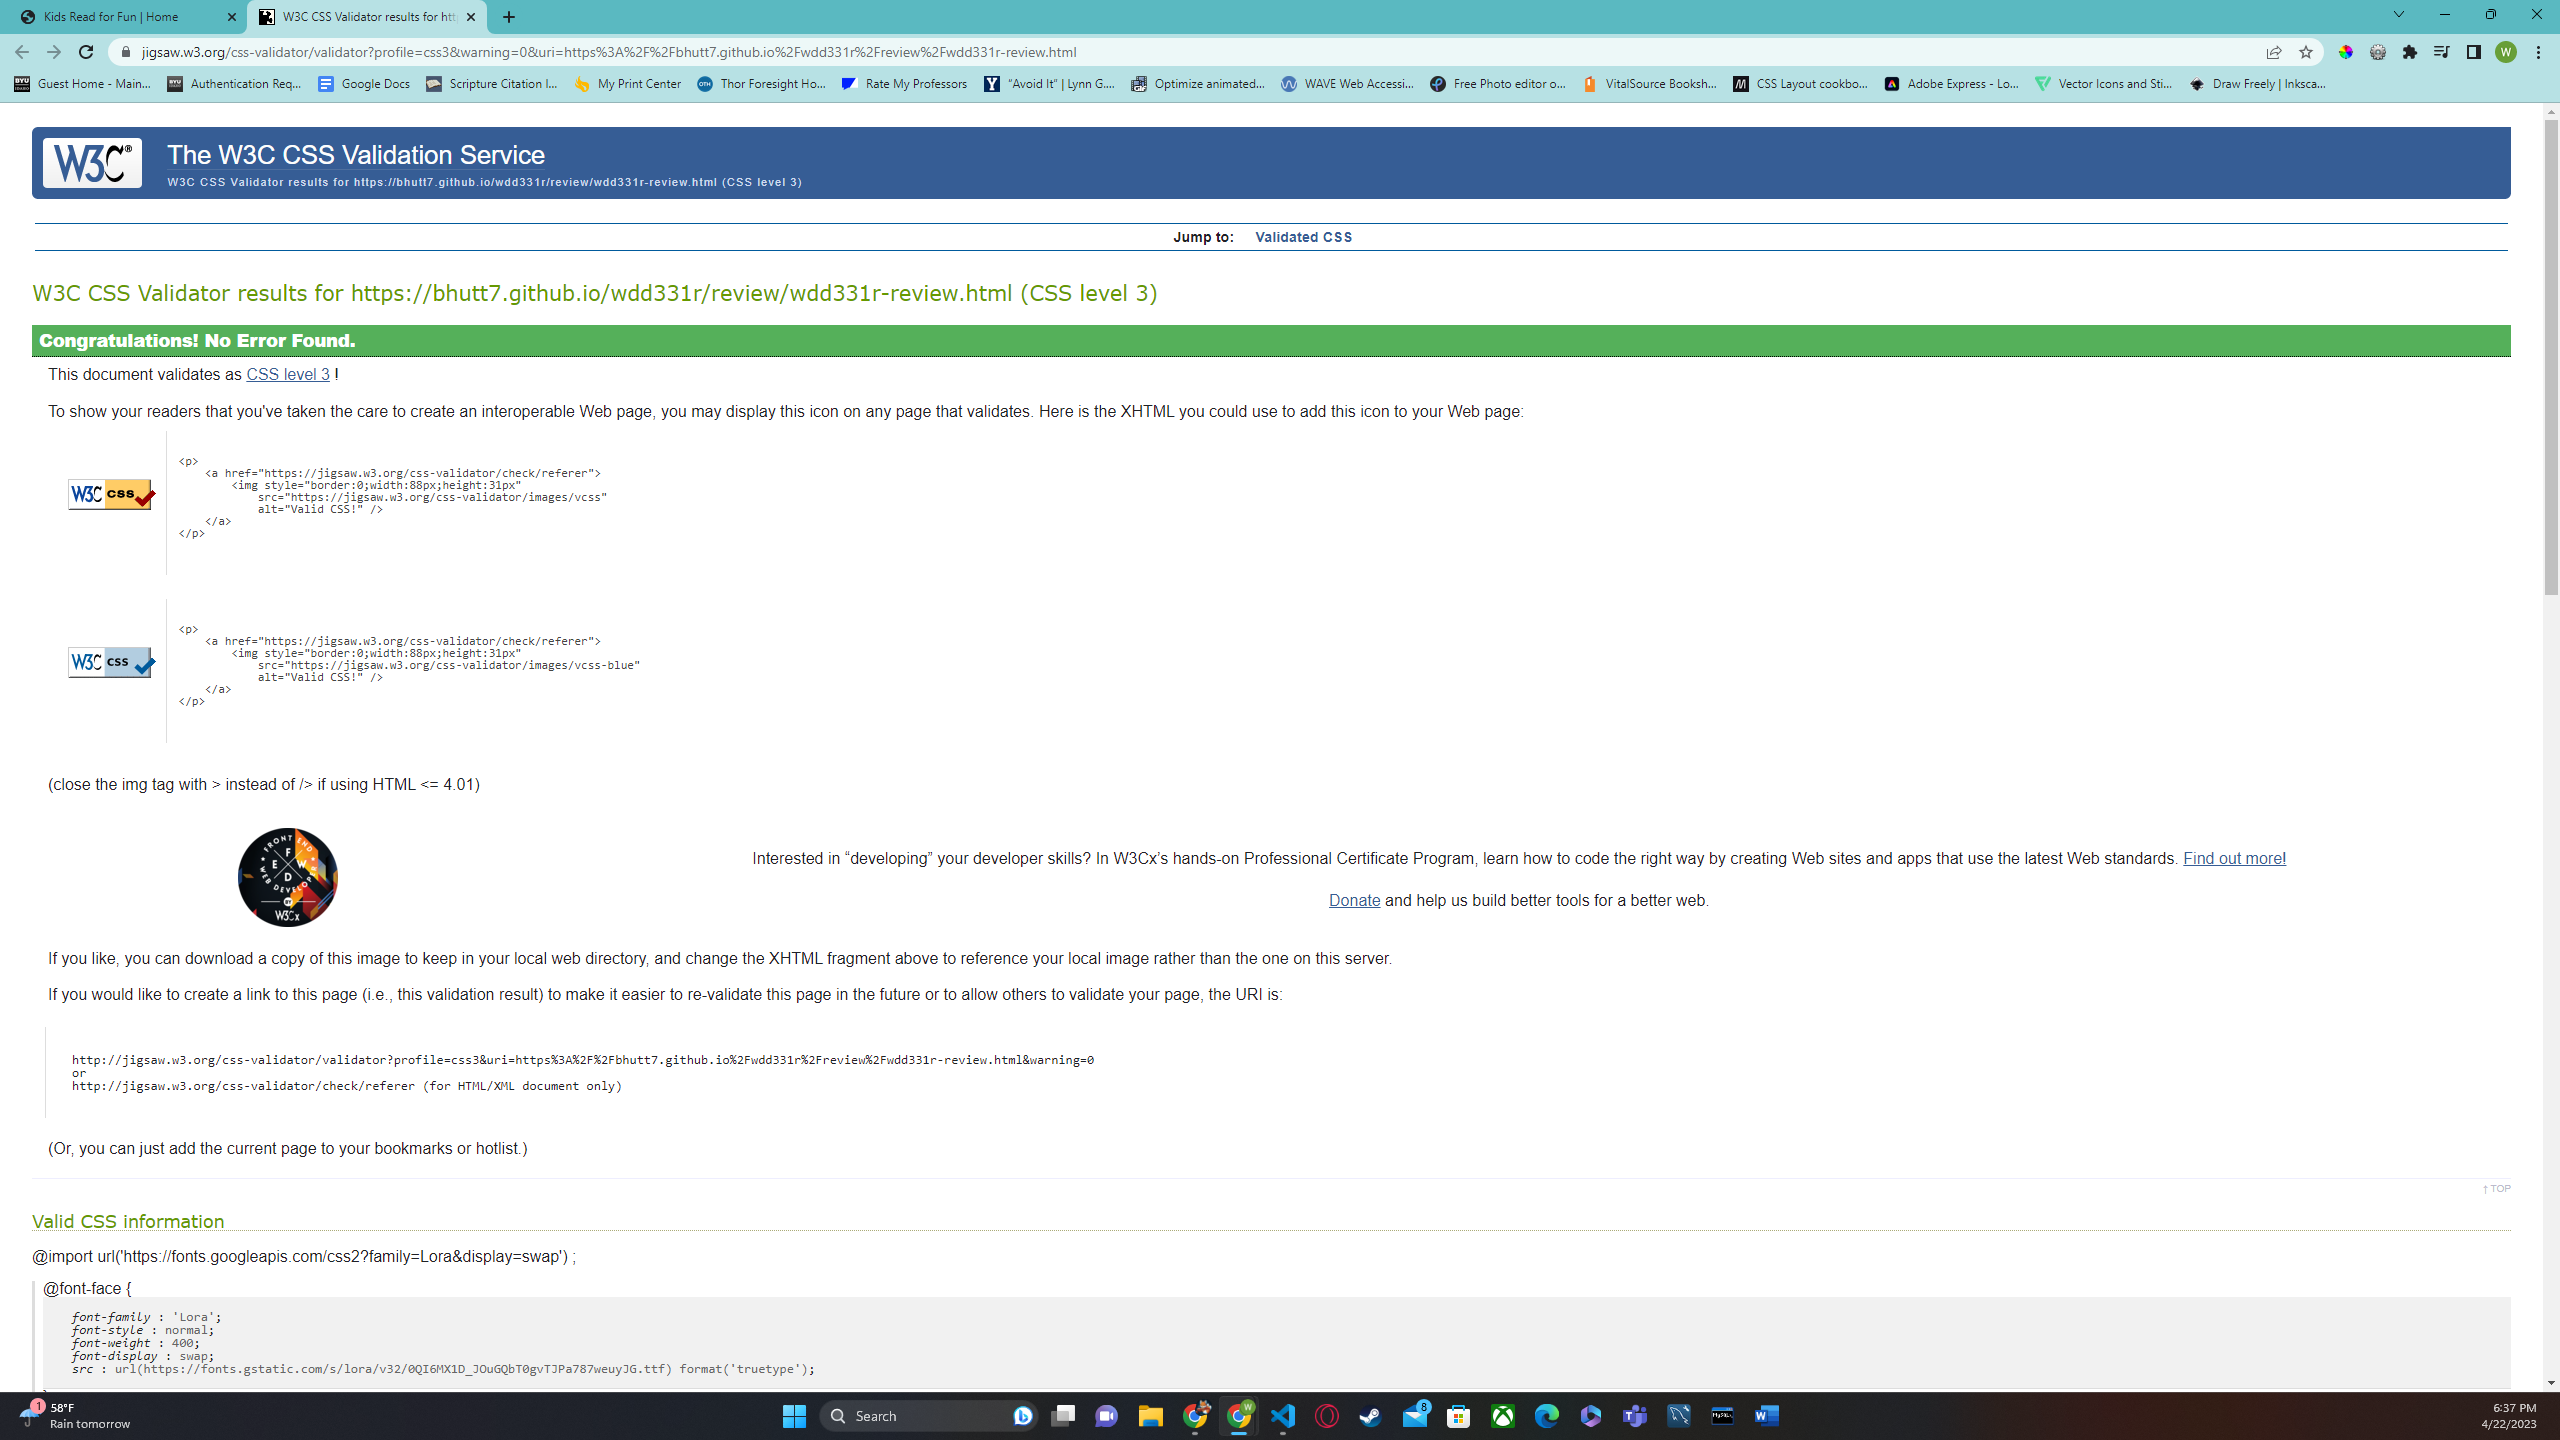 Kids Read for Fun | Home
W3C CSS Validator results for htt
jigsaw.w3.org/css-validator/validator?profile=css3&warning=0&uri=https%3A%2F%2Fbhutt7.github.io%2Fwdd331r%2Freview%2Fwdd331r-review.html
W
Guest Home - Main... Authentication Req... Google Docs Scripture Citation I... My Print Center Thor Foresight Ho... Rate My Professors "Avoid It" | Lynn G.... Optimize animated... WAVE Web Accessi... Free Photo editor o... VitalSource Booksh... CSS Layout cookbo... Adobe Express - Lo... Vector Icons and Sti... Draw Freely | Inksca...
W3C®
The W3C CSS Validation Service
W3C CSS Validator results for https://bhutt7.github.io/wdd331r/review/wdd331r-review.html (CSS level 3)
Jump to: Validated CSS
W3C CSS Validator results for https://bhutt7.github.io/wdd331r/review/wdd331r-review.html (CSS level 3)
Congratulations! No Error Found.
This document validates as CSS level 3 !
To show your readers that you've taken the care to create an interoperable Web page, you may display this icon on any page that validates. Here is the XHTML you could use to add this icon to your Web page:
W3C css
<p>
<a href="https://jigsaw.w3.org/css-validator/check/referer">
<img style="border:0;width:88px;height:31px"
src="https://jigsaw.w3.org/css-validator/images/vcss"
alt="Valid CSS!" />
</a>
</p>
W3C css
<p>
<a href="https://jigsaw.w3.org/css-validator/check/referer">
<img style="border:0;width:88px;height:31px"
src="https://jigsaw.w3.org/css-validator/images/vcss-blue"
alt="Valid CSS!" />
</a>
</p>
(close the img tag with > instead of /> if using HTML <= 4.01)
FRONT END
F E W D
WEB DEVELOPER
BY
W3Cx
Interested in “developing” your developer skills? In W3Cx’s hands-on Professional Certificate Program, learn how to code the right way by creating Web sites and apps that use the latest Web standards. Find out more!
Donate and help us build better tools for a better web.
If you like, you can download a copy of this image to keep in your local web directory, and change the XHTML fragment above to reference your local image rather than the one on this server.
If you would like to create a link to this page (i.e., this validation result) to make it easier to re-validate this page in the future or to allow others to validate your page, the URI is:
http://jigsaw.w3.org/css-validator/validator?profile=css3&uri=https%3A%2F%2Fbhutt7.github.io%2Fwdd331r%2Freview%2Fwdd331r-review.html&warning=0
or
http://jigsaw.w3.org/css-validator/check/referer (for HTML/XML document only)
(Or, you can just add the current page to your bookmarks or hotlist.)
↑ TOP
Valid CSS information
@import url('https://fonts.googleapis.com/css2?family=Lora&display=swap') ;
@font-face {
font-family : 'Lora';
font-style : normal;
font-weight : 400;
font-display : swap;
src : url(https://fonts.gstatic.com/s/lora/v32/0QI6MX1D_JOuGQbT0gvTJPa787weuyJG.ttf) format('truetype');
1
58°F
Rain tomorrow
Search
8
6:37 PM
4/22/2023